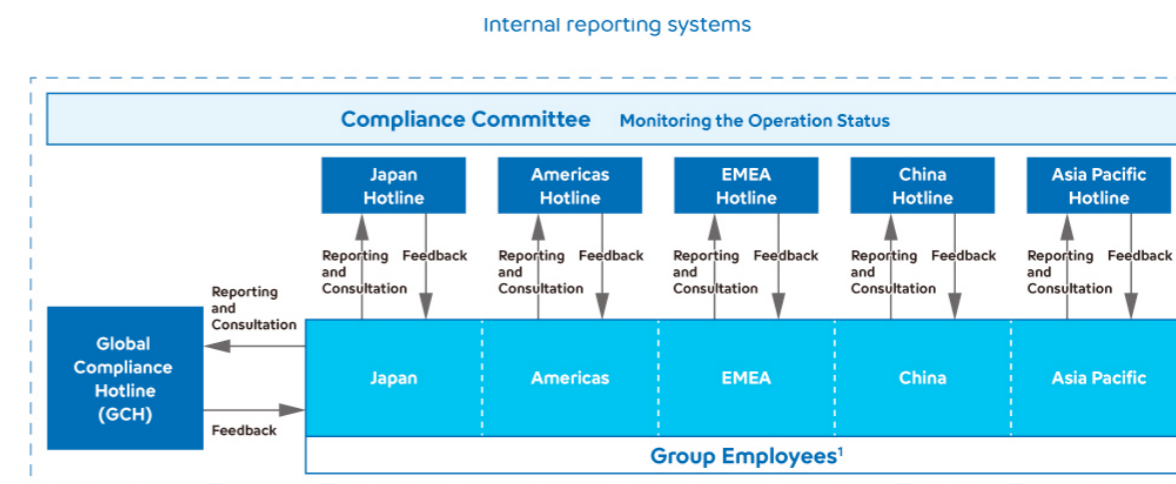 Internal reporting systems
Compliance Committee Monitoring the Operation Status
Japan
Hotline
Americas
Hotline
EMEA
Hotline
China
Hotline
Asia Pacific
Hotline
Reporting
and
Consultation
Feedback
Reporting
and
Consultation
Feedback
Reporting
and
Consultation
Feedback
Reporting
and
Consultation
Feedback
Reporting
and
Consultation
Feedback
Reporting
and
Consultation
Global
Compliance
Hotline
(GCH)
Feedback
Japan
Americas
EMEA
China
Asia Pacific
Group Employees¹